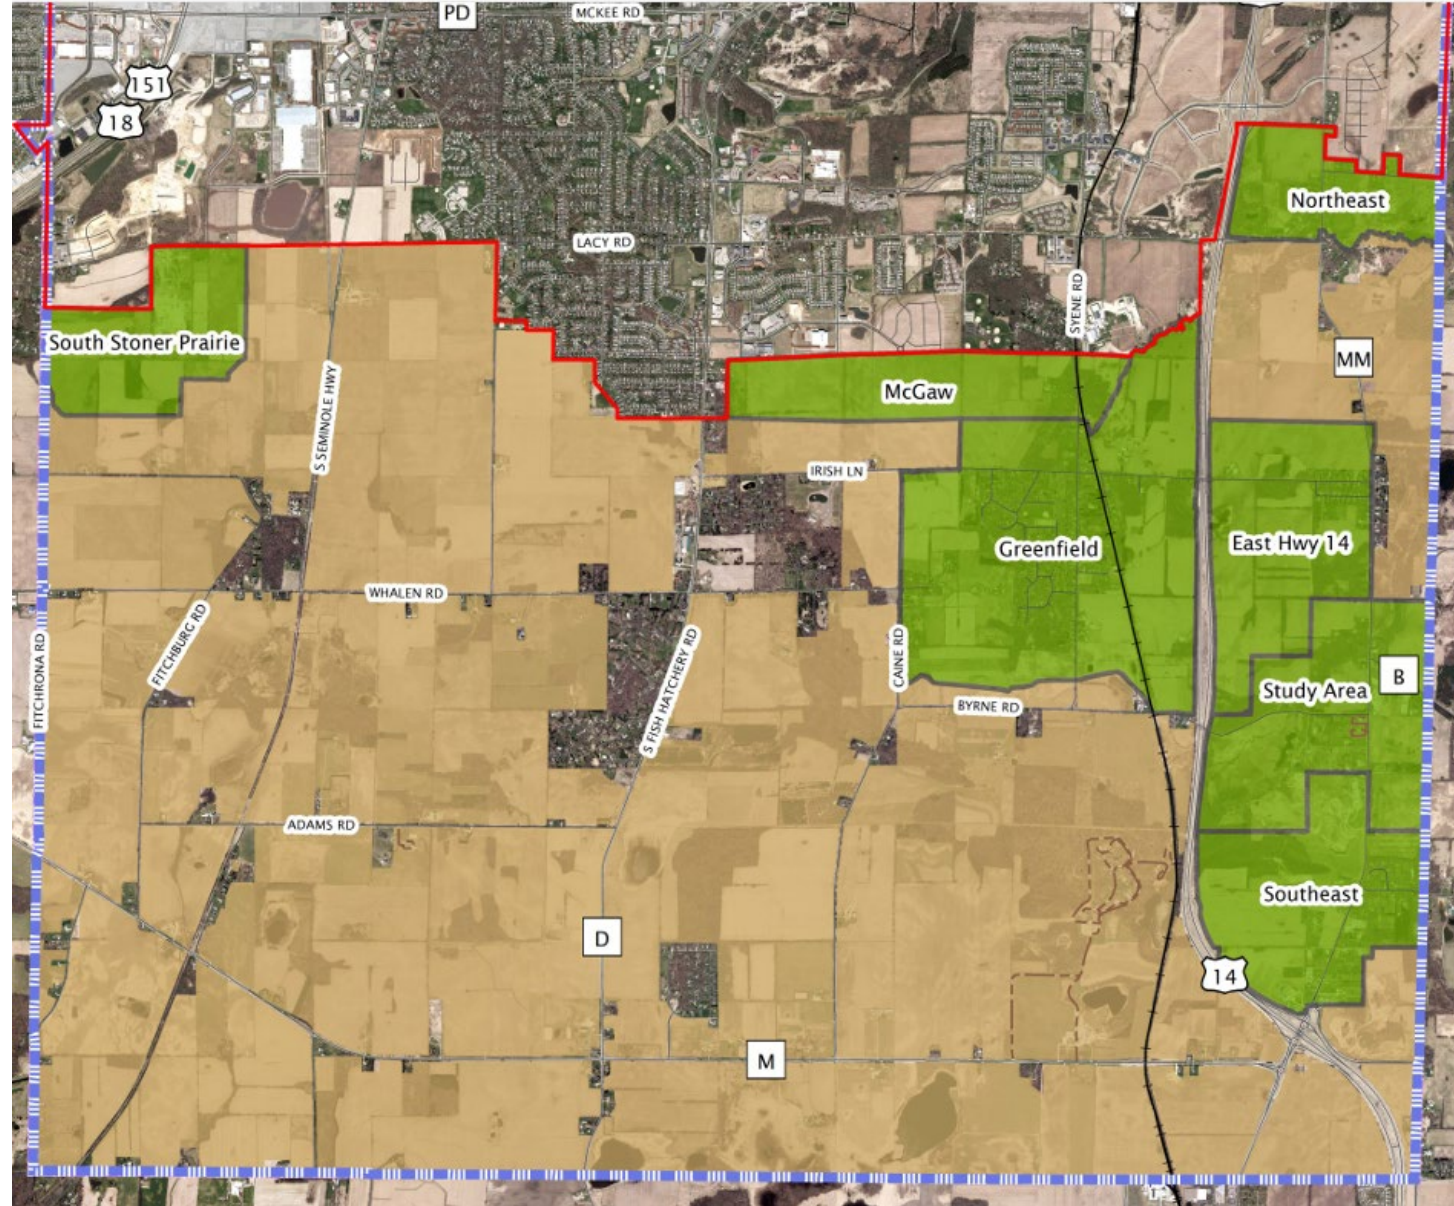 PD
MCKEE RD
151
18
Northeast
LACY RD
SYENE RD
South Stoner Prairie
MM
McGaw
S SEMINOLE HWY
IRISH LN
Greenfield
East Hwy 14
WHALEN RD
FITCHBURG RD
FITCHRONA RD
S FISH HATCHERY RD
CAINE RD
Study Area
B
BYRNE RD
ADAMS RD
Southeast
D
14
M